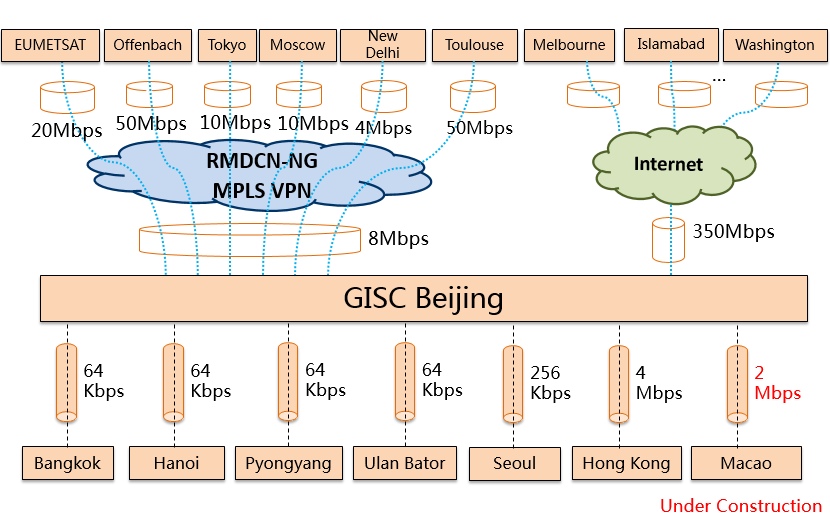 EUMETSAT
Offenbach
Tokyo
Moscow
New
Delhi
Toulouse
Melbourne
Islamabad
Washington
...
20Mbps
50Mbps
10Mbps
10Mbps
4Mbps
50Mbps
RMDCN-NG
MPLS VPN
Internet
8Mbps
350Mbps
GISC Beijing
64
Kbps
64
Kbps
64
Kbps
64
Kbps
256
Kbps
4
Mbps
2
Mbps
Bangkok
Hanoi
Pyongyang
Ulan Bator
Seoul
Hong Kong
Macao
Under Construction